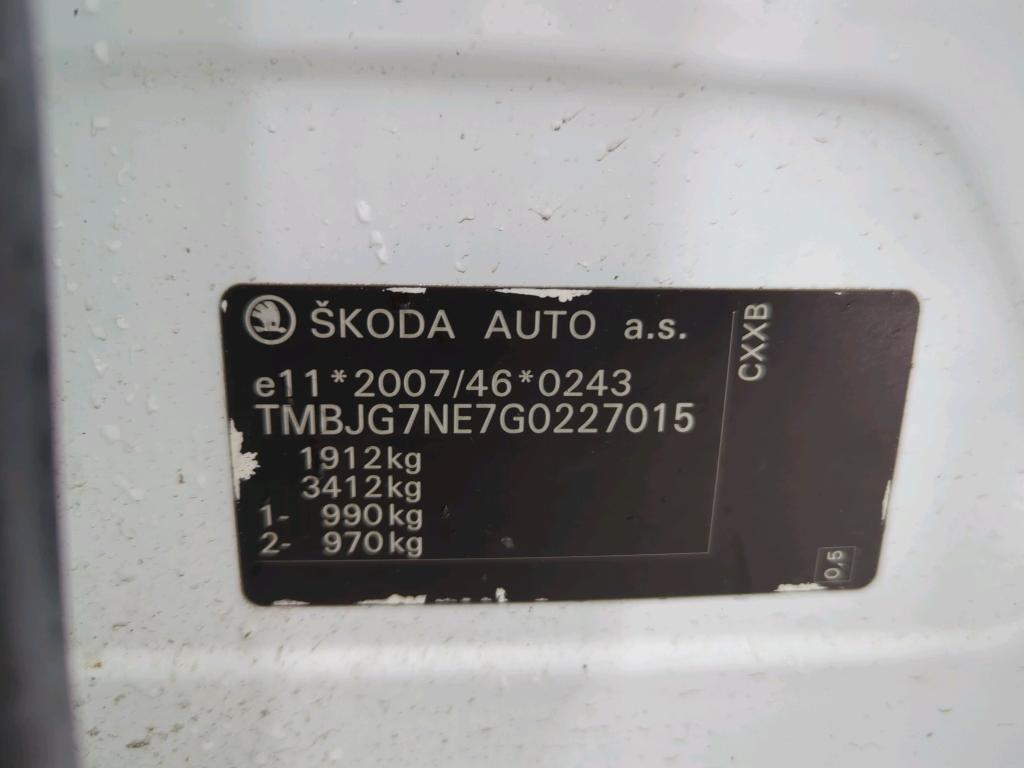 ŠKODA AUTO a.s.
e11*2007/46*0243
TMBJG7NE7G0227015
1912kg
3412kg
1- 990kg
2- 970kg
CXXB
0,5